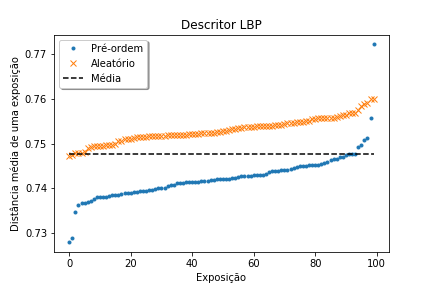 Descritor LBP
Pré-ordem
Aleatório
Média
Distância média de uma exposição
0.77
0.76
0.75
0.74
0.73
0
20
40
60
80
100
Exposição